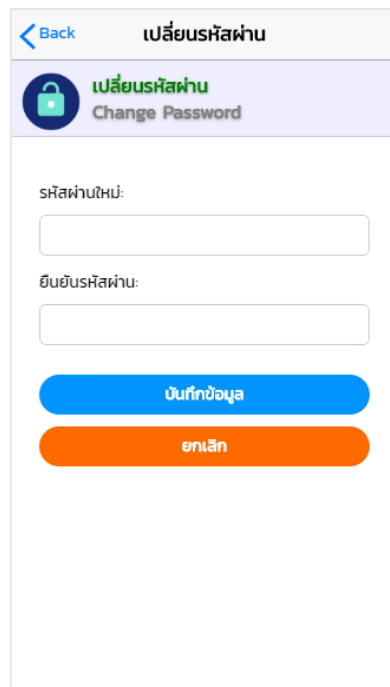 Back
เปลี่ยนรหัสผ่าน
เปลี่ยนรหัสผ่าน
Change Password
รหัสผ่านใหม่:
ยืนยันรหัสผ่าน:
บันทึกข้อมูล
ยกเลิก